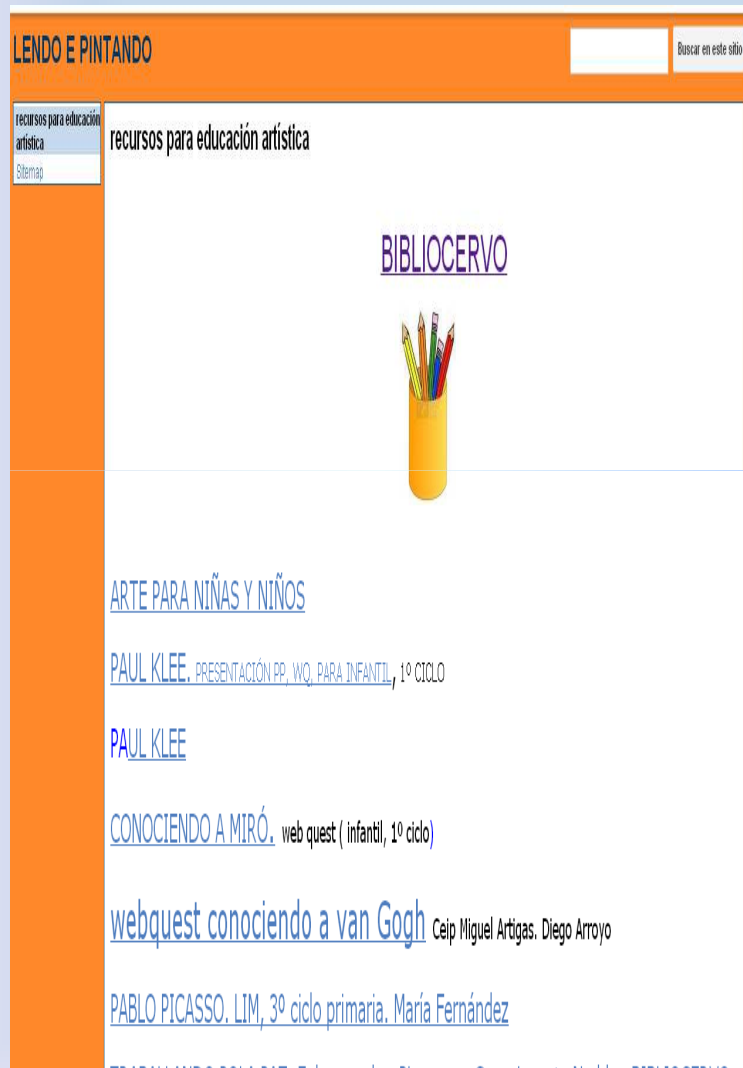 LENDO E PINTANDO
Buscar en este sitio
recursos para educación
artística
Sitemap
recursos para educación artística
BIBLIOCERVO
ARTE PARA NIÑAS Y NIÑOS
PAUL KLEE. PRESENTACIÓN PP, WQ, PARA INFANTIL, 1º CICLO
PAUL KLEE
CONOCIENDO A MIRÓ. web quest ( infantil, 1º ciclo)
webquest conociendo a van Gogh Ceip Miguel Artigas. Diego Arroyo
PABLO PICASSO. LIM, 3º ciclo primaria. María Fernández